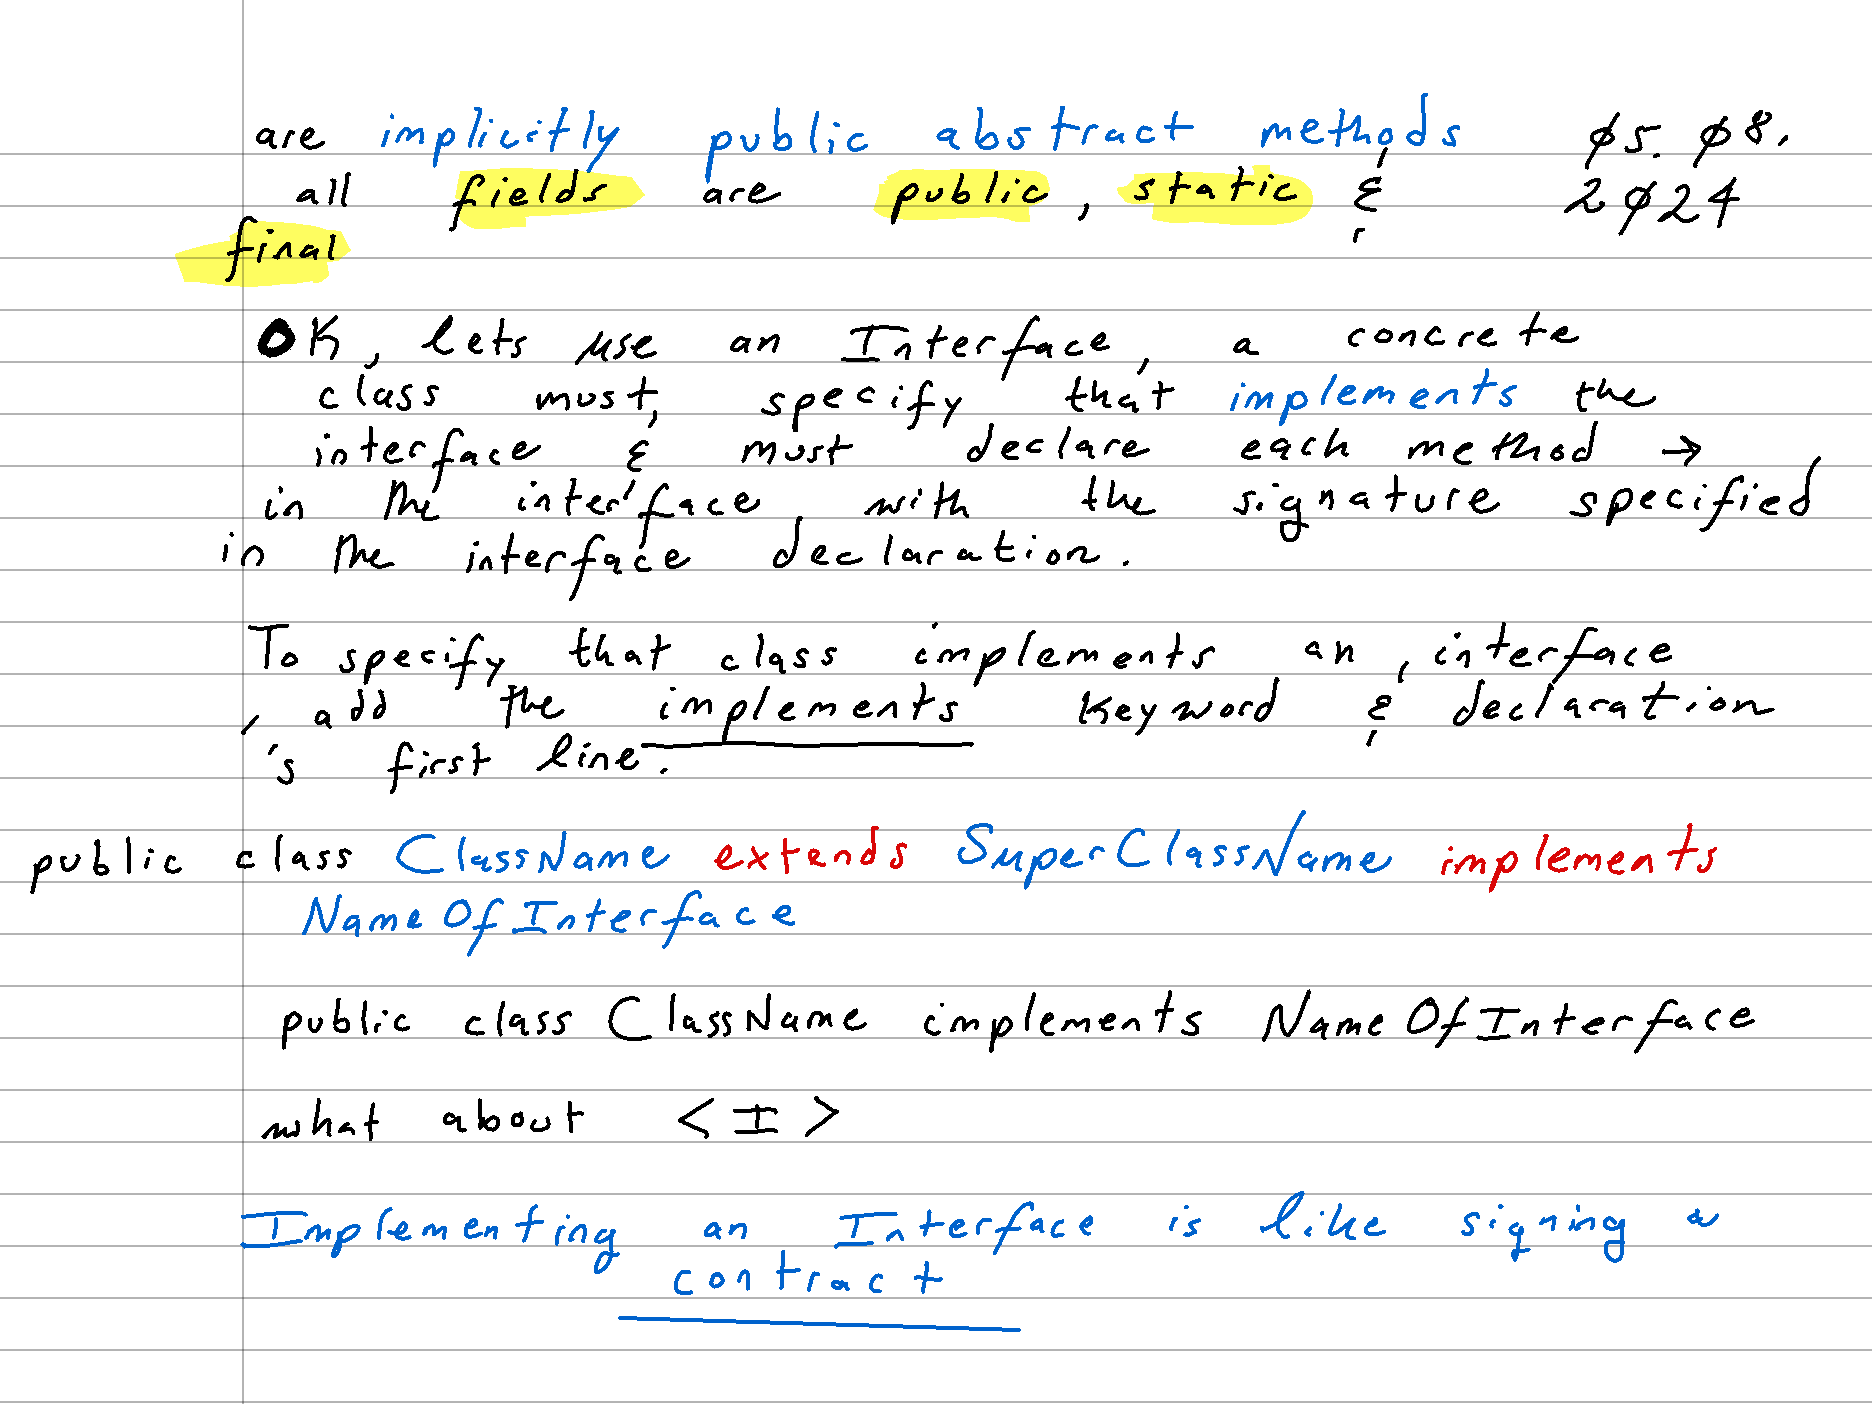 are implicitly public abstract methods ø5. ø8.
all fields are public, static & 2ø24
final
OK, lets use an Interface, a concrete
class must, specify that implements the
interface & must declare each method →
in the interface with the signature specified
in the interface declaration.
To specify that class implements an interface
, add the implements keyword & declaration
's first line.
public class ClassName extends SuperClassName implements
NameOfInterface
public class ClassName implements NameOfInterface
what about <I>
Implementing an Interface is like signing a
contract